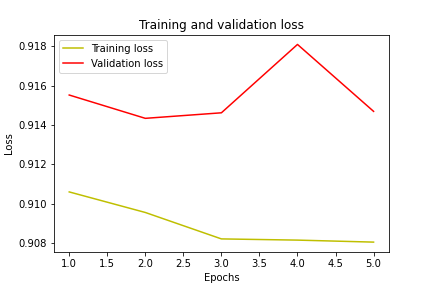 Training and validation loss
Training loss
Validation loss
Loss
0.918
0.916
0.914
0.912
0.910
0.908
1.0 1.5 2.0 2.5 3.0 3.5 4.0 4.5 5.0
Epochs